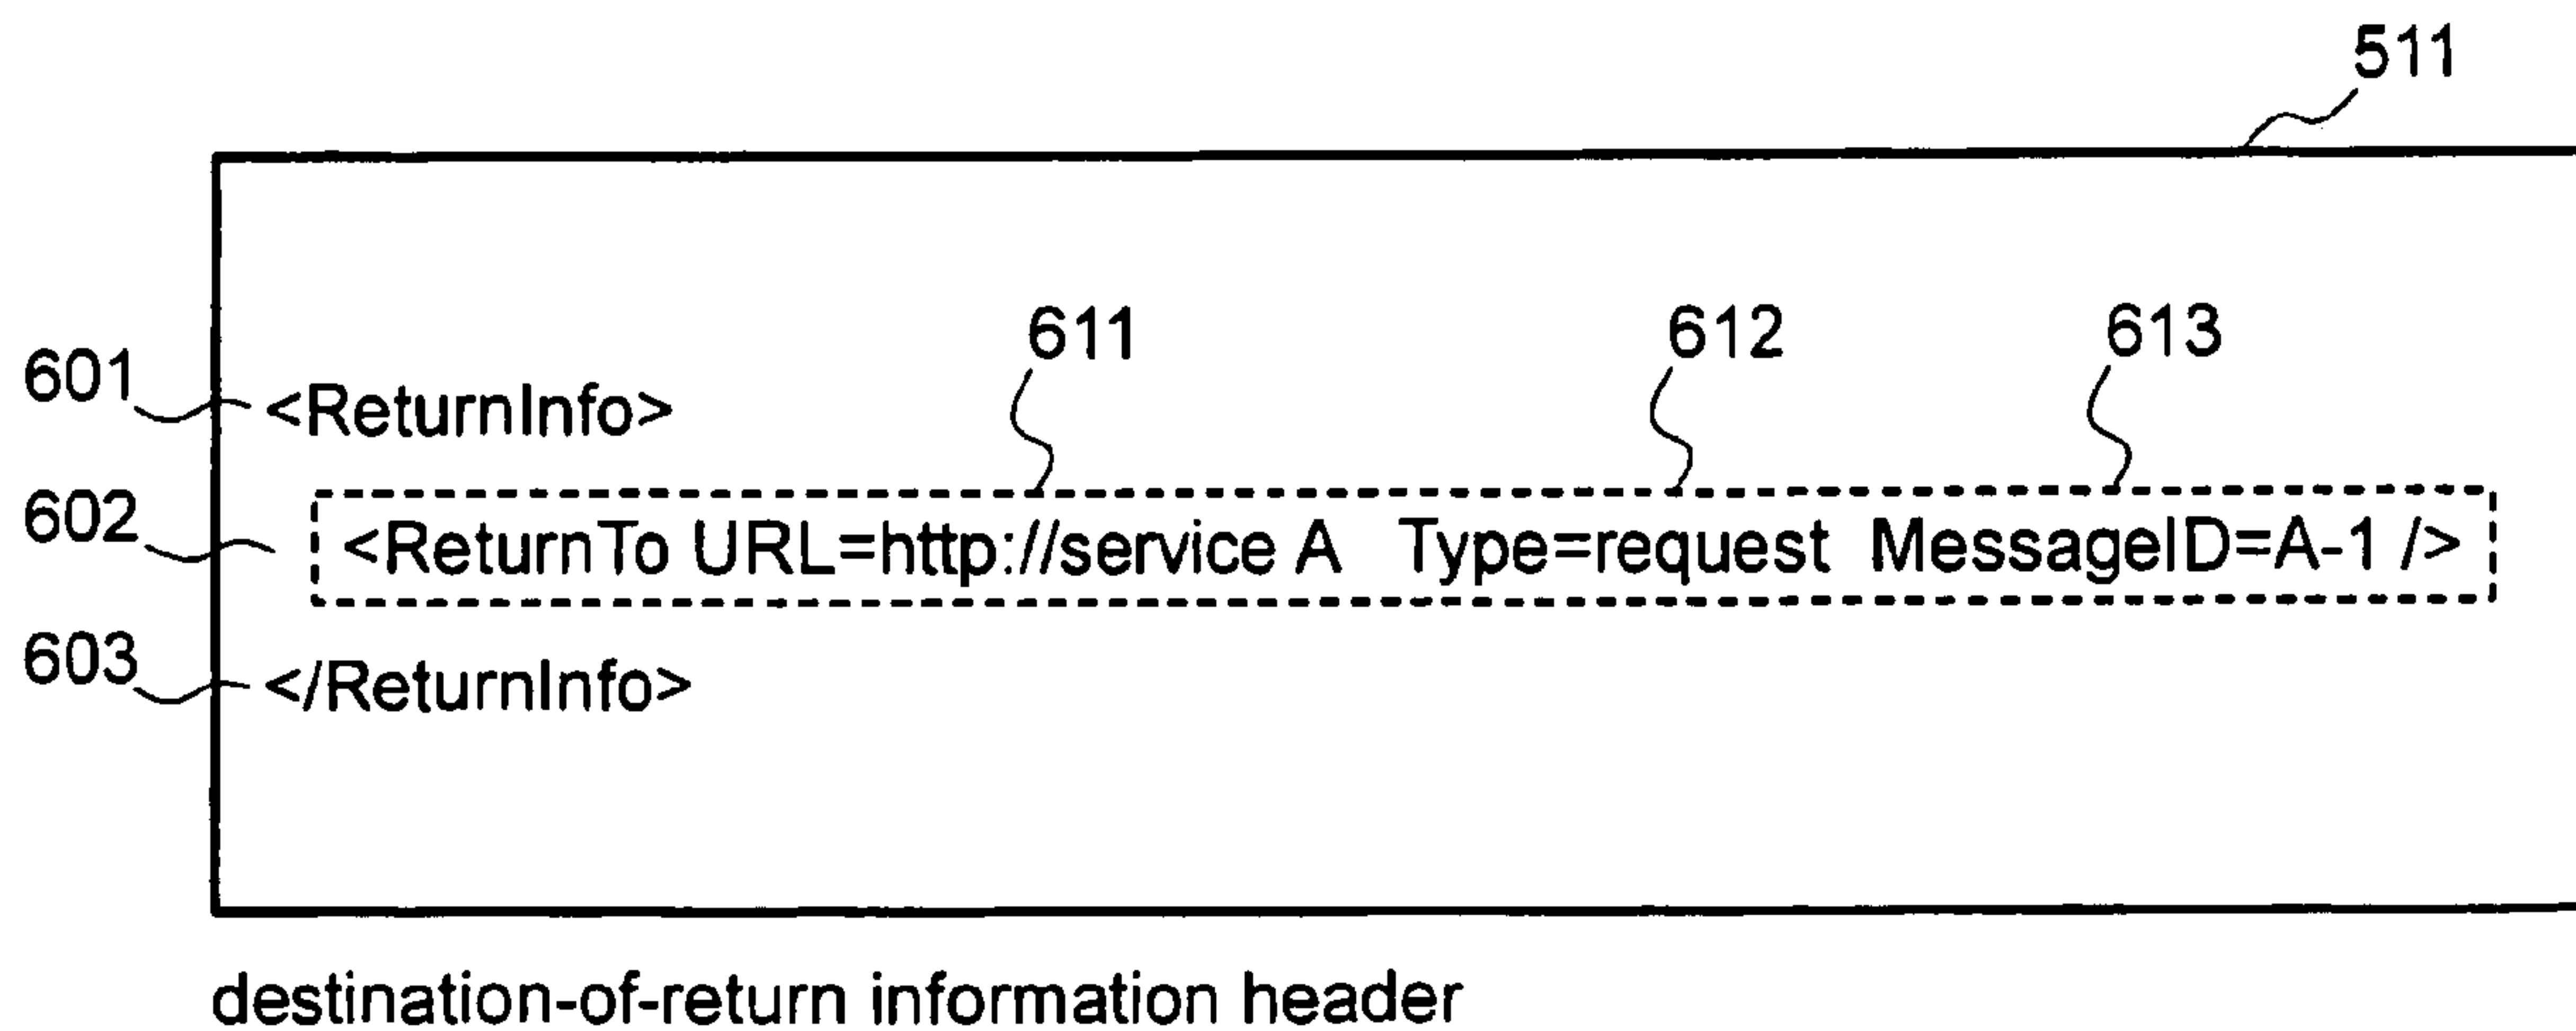 511
611 612 613
601 <ReturnInfo>
602 <ReturnTo URL=http://service A Type=request MessageID=A-1 />
603 </ReturnInfo>
destination-of-return information header